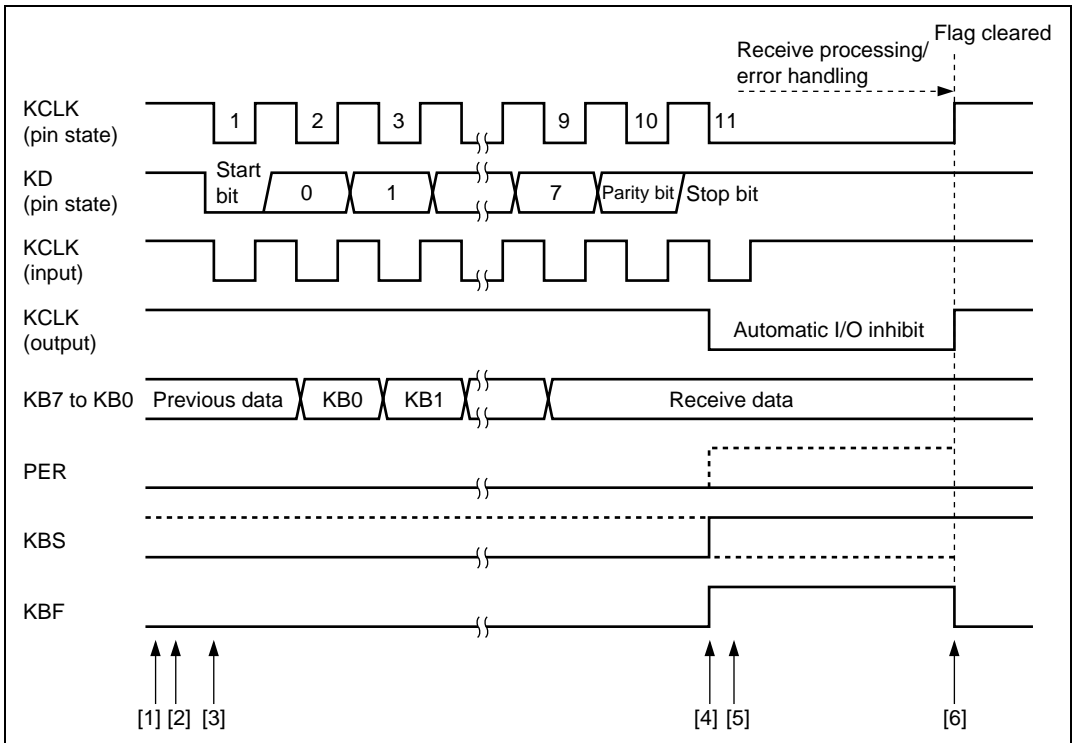 Flag cleared
Receive processing/
error handling
KCLK
(pin state)
1 2 3 9 10 11
KD
(pin state)
Start
bit
0 1 7 Parity bit Stop bit
KCLK
(input)
KCLK
(output)
Automatic I/O inhibit
KB7 to KB0
Previous data KB0 KB1 Receive data
PER
KBS
KBF
[1] [2] [3] [4] [5] [6]